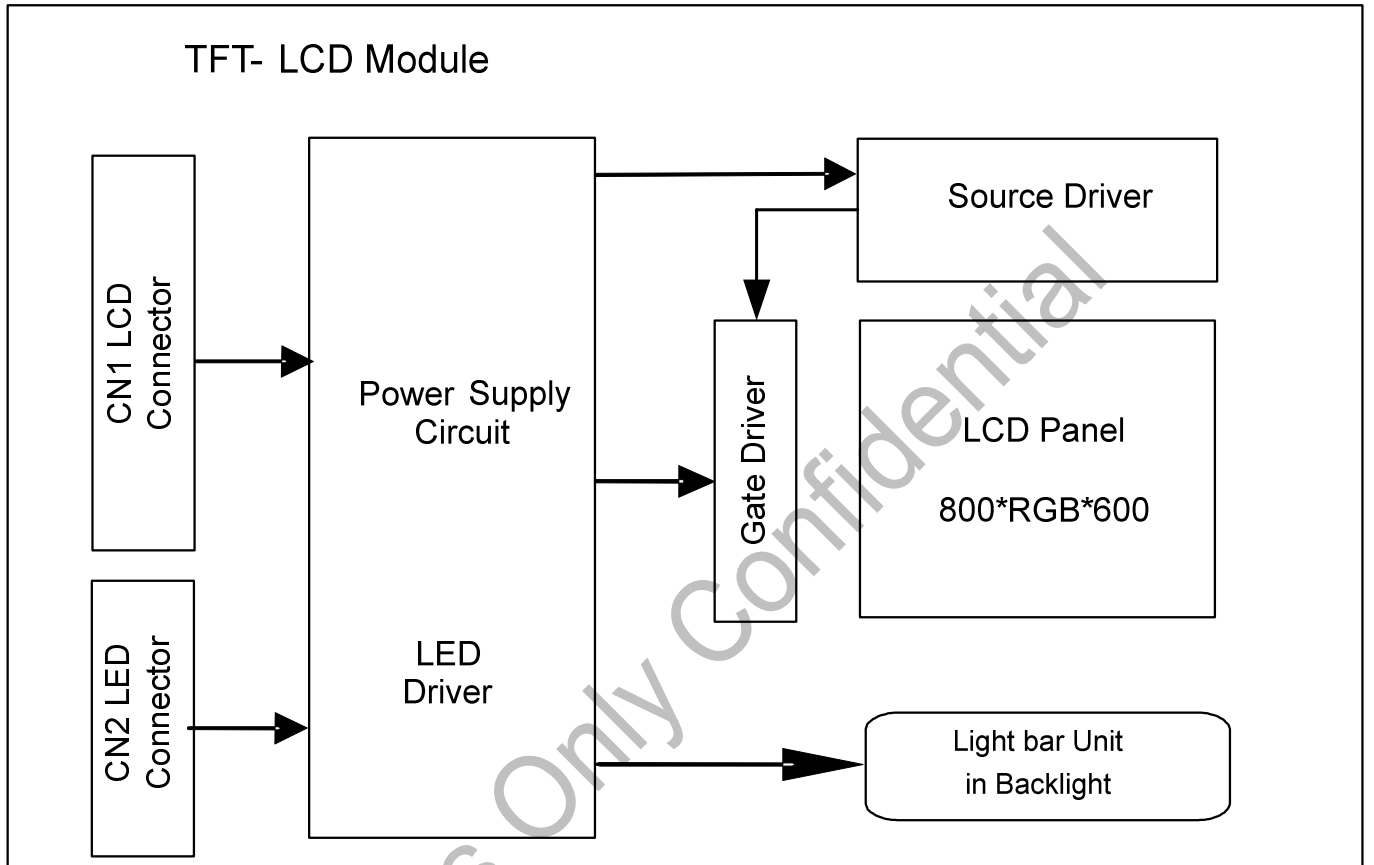 TFT- LCD Module
CN1 LCD
Connector
CN2 LED
Connector
Power Supply
Circuit
LED
Driver
Source Driver
Gate Driver
LCD Panel
800*RGB*600
Light bar Unit
in Backlight
s Only Confidential